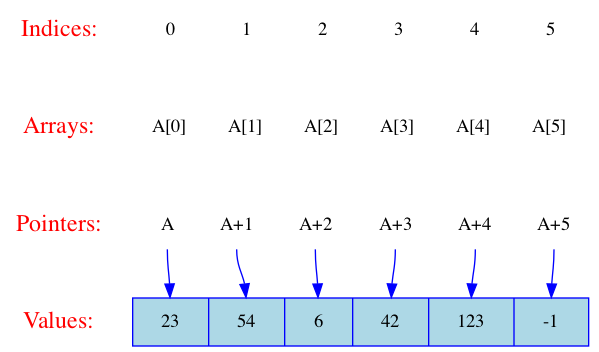 Indices: 0 1 2 3 4 5
Arrays: A[0] A[1] A[2] A[3] A[4] A[5]
Pointers: A A+1 A+2 A+3 A+4 A+5
Values: 23 54 6 42 123 -1